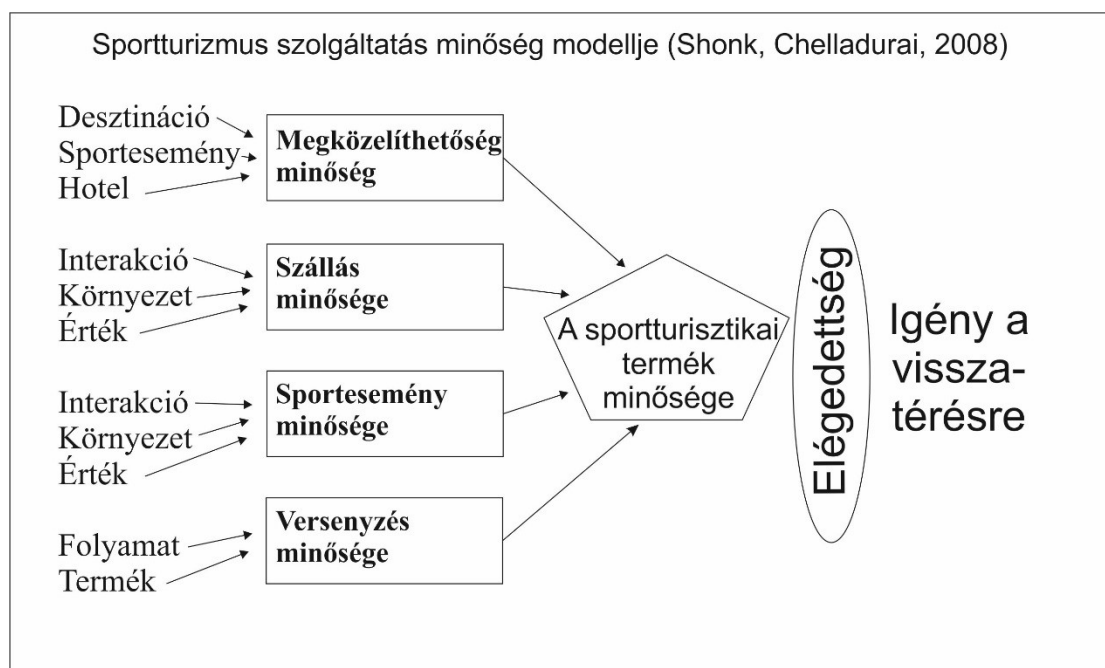 Sportturizmus szolgáltatás minőség modellje (Shonk, Chelladurai, 2008)
Desztináció
Sportesemény
Hotel
Megközelíthetőség
minőség
Interakció
Környezet
Érték
Szállás
minősége
Interakció
Környezet
Érték
Sportesemény
minősége
Folyamat
Termék
Versenyzés
minősége
A sportturisztikai
termék
minősége
Elégedettség
Igény a
vissza-
térésre